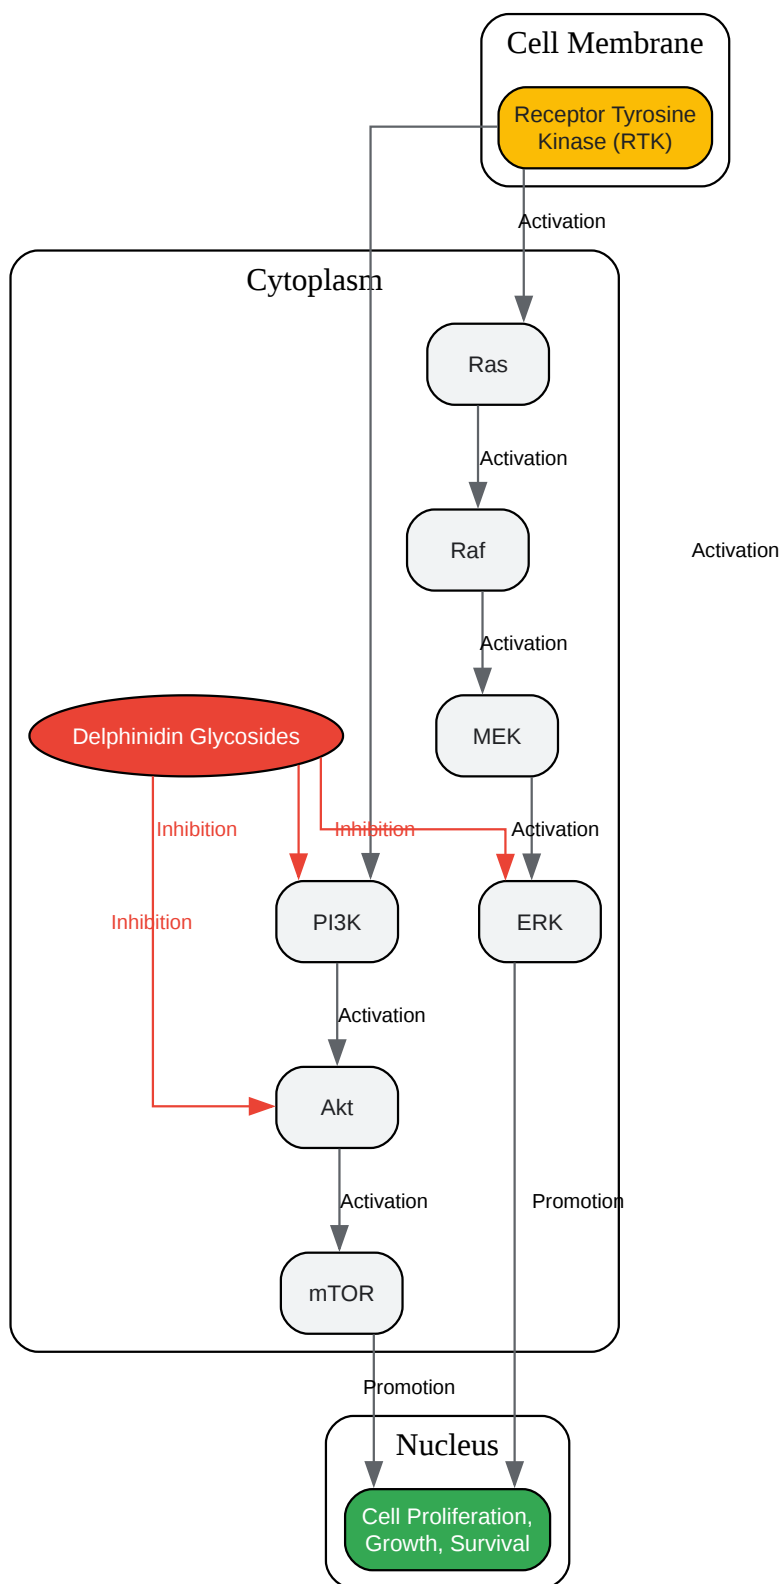 Cell Membrane
Receptor Tyrosine
Kinase (RTK)
Activation
Cytoplasm
Ras
Activation
Raf
Activation
Activation
Delphinidin Glycosides
MEK
Inhibition
Inhibition
Activation
PI3K
ERK
Inhibition
Activation
Akt
Activation
Promotion
mTOR
Promotion
Nucleus
Cell Proliferation,
Growth, Survival